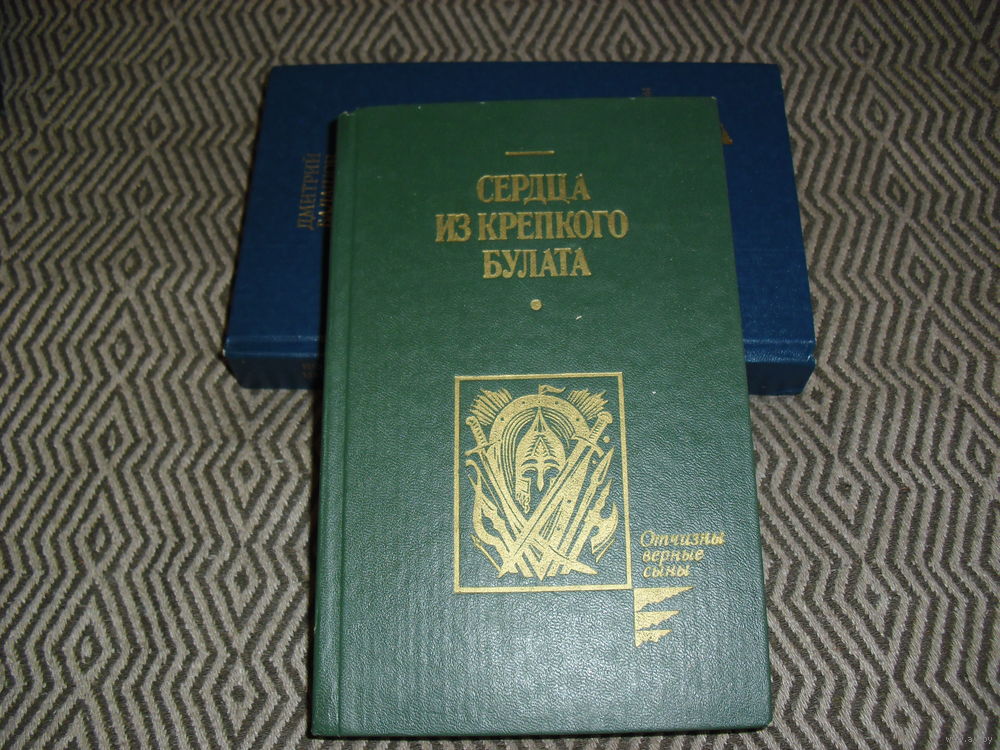 СЕРДЦА
ИЗ КРЕПКОГО
БУЛАТА
Отчизны
верные
сыны
ДМИТРИЙ